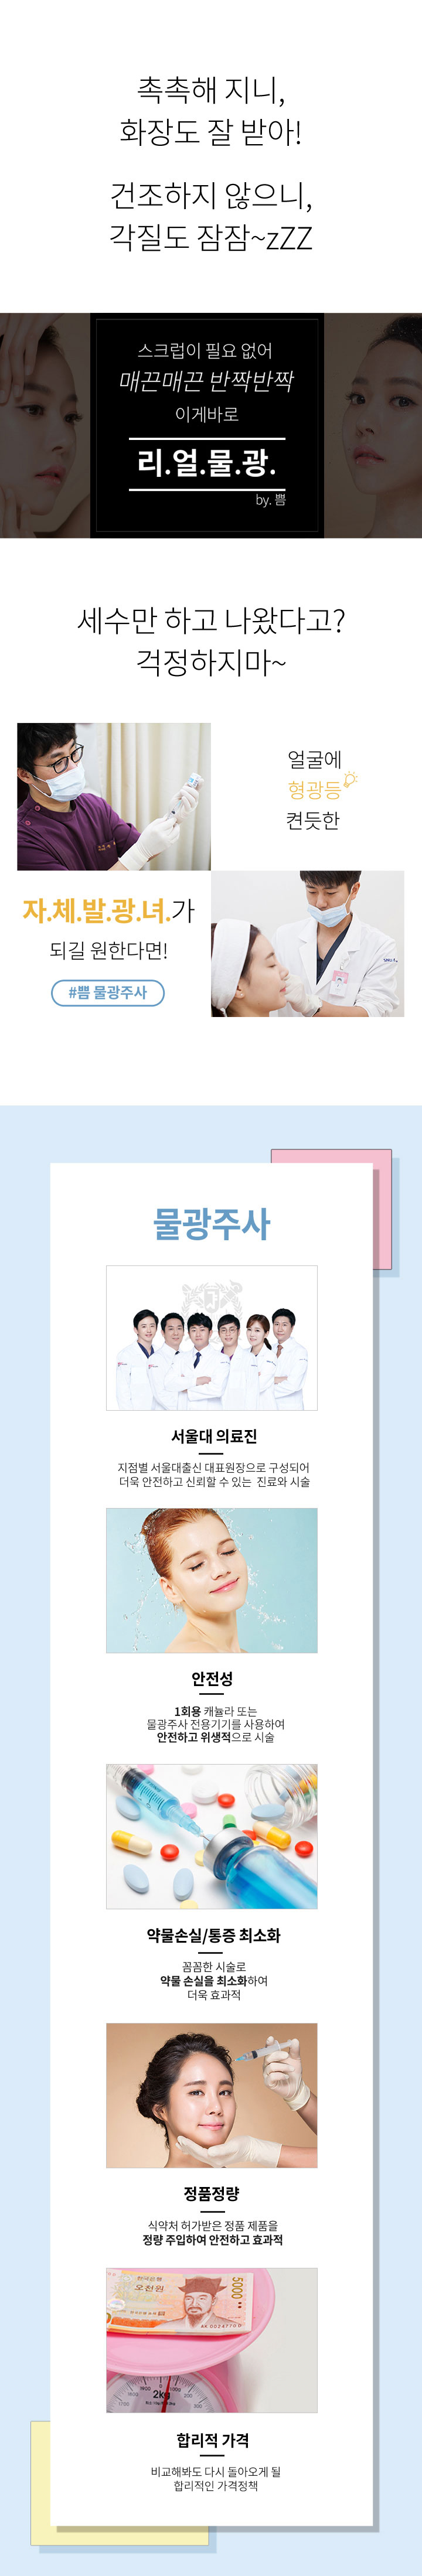 촉촉해 지니,
화장도 잘 받아!
건조하지 않으니,
각질도 잠잠~zZZ
스크럽이 필요 없어
매끈매끈 반짝반짝
이게바로
리.얼.물.광.
by. 쁨
세수만 하고 나왔다고?
걱정하지마~
얼굴에
형광등
켠듯한
자.체.발.광.녀.가
되길 원한다면!
#쁨 물광주사
물광주사
서울대 의료진
지점별 서울대출신 대표원장으로 구성되어
더욱 안전하고 신뢰할 수 있는 진료와 시술
안전성
1회용 캐뉼라 또는
물광주사 전용기기를 사용하여
안전하고 위생적으로 시술
약물손실/통증 최소화
꼼꼼한 시술로
약물 손실을 최소화하여
더욱 효과적
정품정량
식약처 허가받은 정품 제품을
정량 주입하여 안전하고 효과적
한국은행
오천원
5000
2kg
합리적 가격
비교해봐도 다시 돌아오게 될
합리적인 가격정책